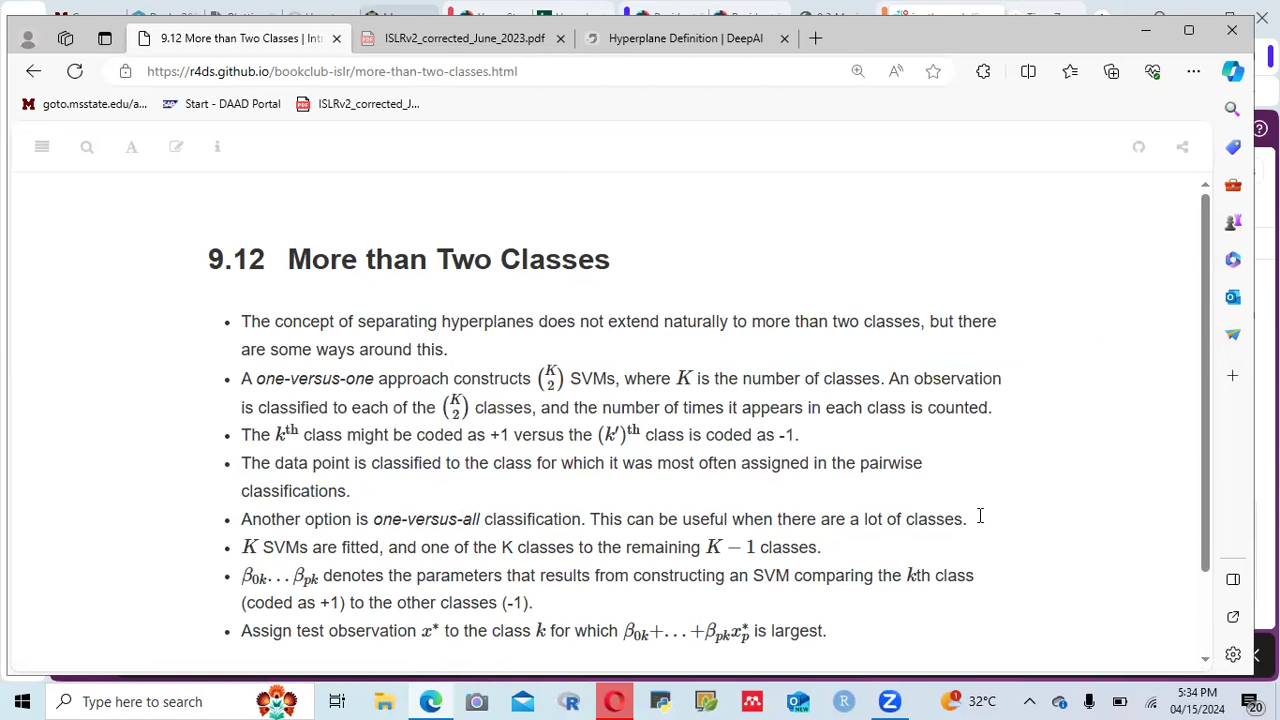 9.12 More than Two Classes | Int
ISLRv2_corrected_June_2023.pdf
Hyperplane Definition | DeepAI
https://r4ds.github.io/bookclub-islr/more-than-two-classes.html
goto.msstate.edu/a...
Start - DAAD Portal
ISLRv2_corrected_J...
9.12 More than Two Classes
• The concept of separating hyperplanes does not extend naturally to more than two classes, but there
are some ways around this.
• A one-versus-one approach constructs (K 2) SVMs, where K is the number of classes. An observation
is classified to each of the (K 2) classes, and the number of times it appears in each class is counted.
• The kth class might be coded as +1 versus the (k′)th class is coded as -1.
• The data point is classified to the class for which it was most often assigned in the pairwise
classifications.
• Another option is one-versus-all classification. This can be useful when there are a lot of classes.
• K SVMs are fitted, and one of the K classes to the remaining K − 1 classes.
• β0k. . . βpk denotes the parameters that results from constructing an SVM comparing the kth class
(coded as +1) to the other classes (-1).
• Assign test observation x* to the class k for which β0k+. . . +βpkx*p is largest.
Type here to search
32°C
5:34 PM
04/15/2024
20